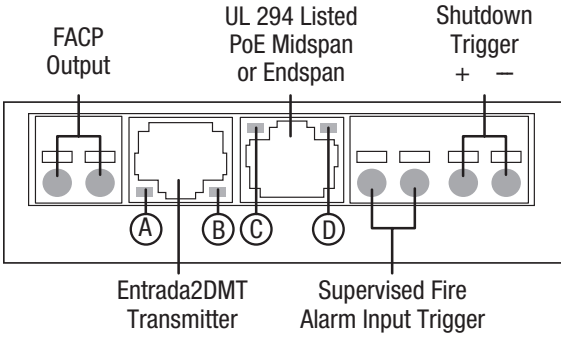 FACP
Output
UL 294 Listed
PoE Midspan
or Endspan
Shutdown
Trigger
+ –
A
B
C
D
Entrada2DMT
Transmitter
Supervised Fire
Alarm Input Trigger